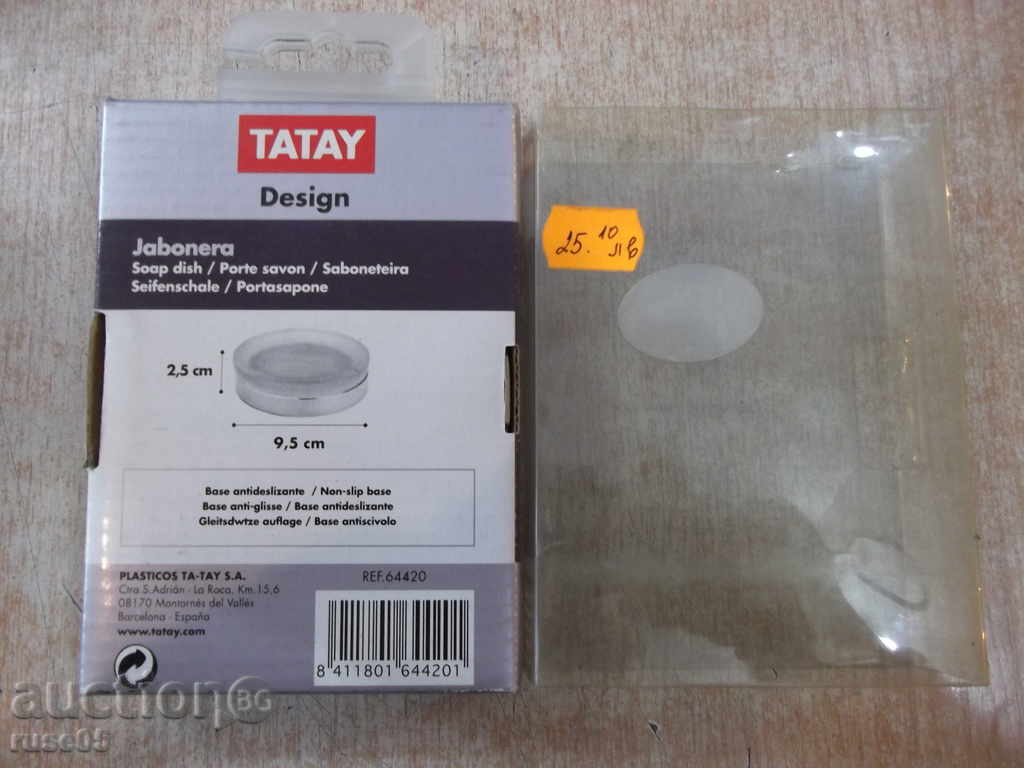 TATAY
Design
Jabonera
Soap dish / Porte savon / Saboneteira
Seifenschale / Portasapone
2,5 cm
9,5 cm
Base antideslizante / Non-slip base
Base anti-glisse / Base antideslizante
Gleitsdwtze auflage / Base antiscivolo
PLASTICOS TA-TAY S.A.
Ctra.S.Adrián - La Roca, Km.15,6
08170 Montornés del Vallés
Barcelona - España
www.tatay.com
REF.64420
8 411801 644201
25.10 лв
auction BG
ruse05